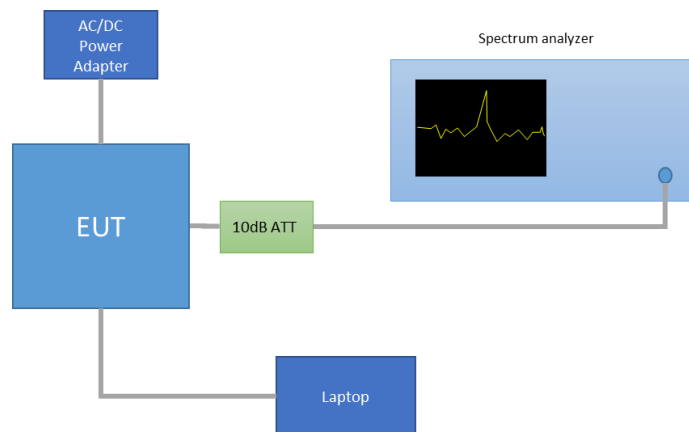 AC/DC
Power
Adapter
Spectrum analyzer
EUT
10dB ATT
Laptop